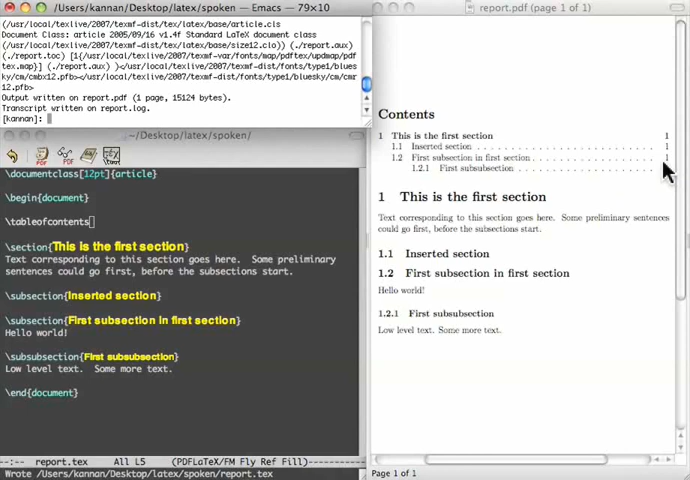 spoken/ — Emacs — 79×10
kannan@/Users/kannan/Desktop/latex/
(/usr/local/texlive/2007/texmf-dist/tex/latex/base/article.cls
Document Class: article 2005/09/16 v1.4f Standard LaTeX document class
(/usr/local/texlive/2007/texmf-dist/tex/latex/base/size12.clo)) (./report.aux)
(./report.toc) [1{/usr/local/texlive/2007/texmf-var/fonts/map/pdftex/updmap/pdf
tex.map}] (./report.aux) )</usr/local/texlive/2007/texmf-dist/fonts/type1/blues
ky/cm/cmbx12.pfb></usr/local/texlive/2007/texmf-dist/fonts/type1/bluesky/cm/cmr
12.pfb>
Output written on report.pdf (1 page, 15124 bytes).
Transcript written on report.log.
[kannan]:
~/Desktop/latex/spoken/
\documentclass[12pt]{article}
\begin{document}
\tableofcontents
\section{This is the first section}
Text corresponding to this section goes here.  Some preliminary
sentences could go first, before the subsections start.
\subsection{Inserted section}
\subsection{First subsection in first section}
Hello world!
\subsubsection{First subsubsection}
Low level text.  Some more text.
\end{document}
--:-- report.tex All L5 (PDFLaTeX/FM Fly Ref Fill)
Wrote /Users/kannan/Desktop/latex/spoken/report.tex
report.pdf (page 1 of 1)
Contents
1 This is the first section 1
1.1 Inserted section . . . . . . . . . . . . . . . . . . . . . . 1
1.2 First subsection in first section . . . . . . . . . . . . . . 1
1.2.1 First subsubsection . . . . . . . . . . . . . . . . .
1 This is the first section
Text corresponding to this section goes here. Some preliminary sentences
could go first, before the subsections start.
1.1 Inserted section
1.2 First subsection in first section
Hello world!
1.2.1 First subsubsection
Low level text. Some more text.
Page 1 of 1